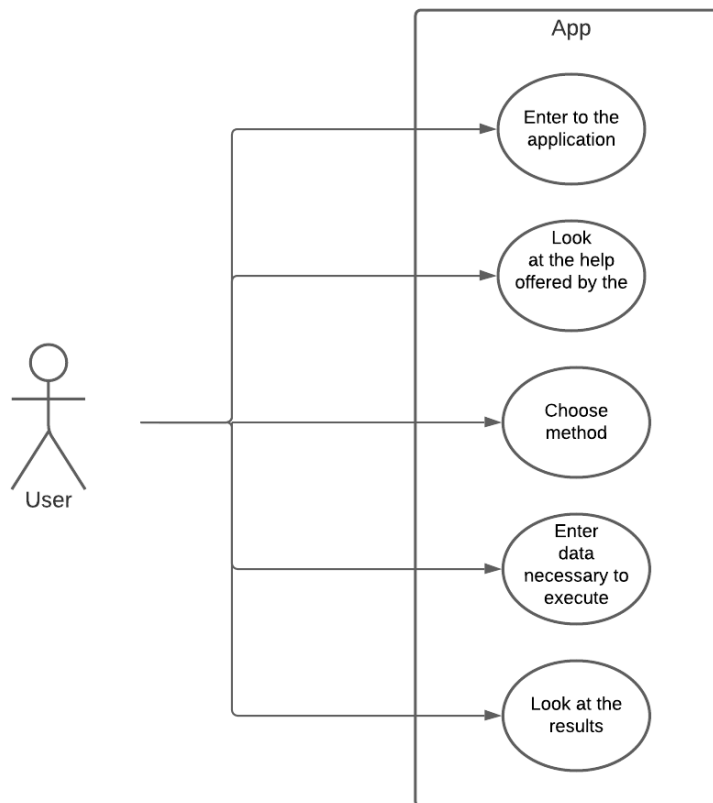 App
Enter to the
application
Look
at the help
offered by the
Choose
method
User
Enter
data
necessary to
execute
Look at the
results